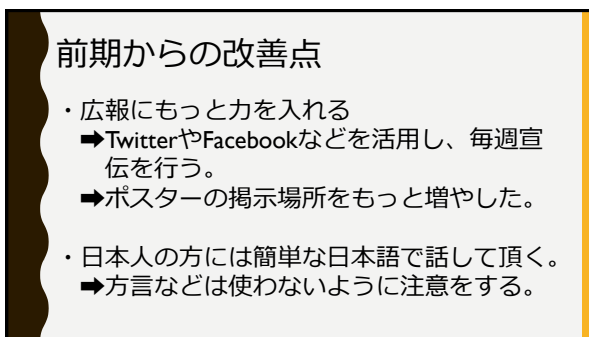 前期からの改善点
・広報にもっと力を入れる
➡TwitterやFacebookなどを活用し、毎週宣
伝を行う。
➡ポスターの掲示場所をもっと増やした。
・日本人の方には簡単な日本語で話して頂く。
➡方言などは使わないように注意をする。